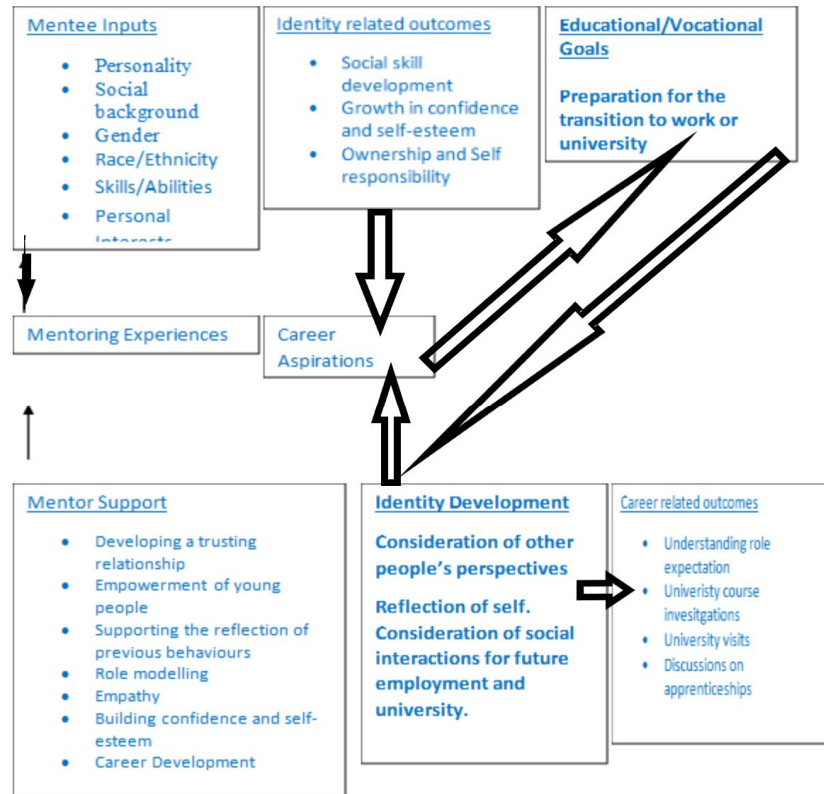 Mentee Inputs
• Personality
• Social
background
• Gender
• Race/Ethnicity
• Skills/Abilities
• Personal
Interests
Identity related outcomes
• Social skill
development
• Growth in confidence
and self-esteem
• Ownership and Self
responsibility
Educational/Vocational
Goals
Preparation for the
transition to work or
university
Mentoring Experiences
Career
Aspirations
Mentor Support
• Developing a trusting
relationship
• Empowerment of young
people
• Supporting the reflection of
previous behaviours
• Role modelling
• Empathy
• Building confidence and self-
esteem
• Career Development
Identity Development
Consideration of other
people's perspectives
Reflection of self.
Consideration of social
interactions for future
employment and
university.
Career related outcomes
• Understanding role
expectation
• Univeristy course
invesitgations
• University visits
• Discussions on
apprenticeships